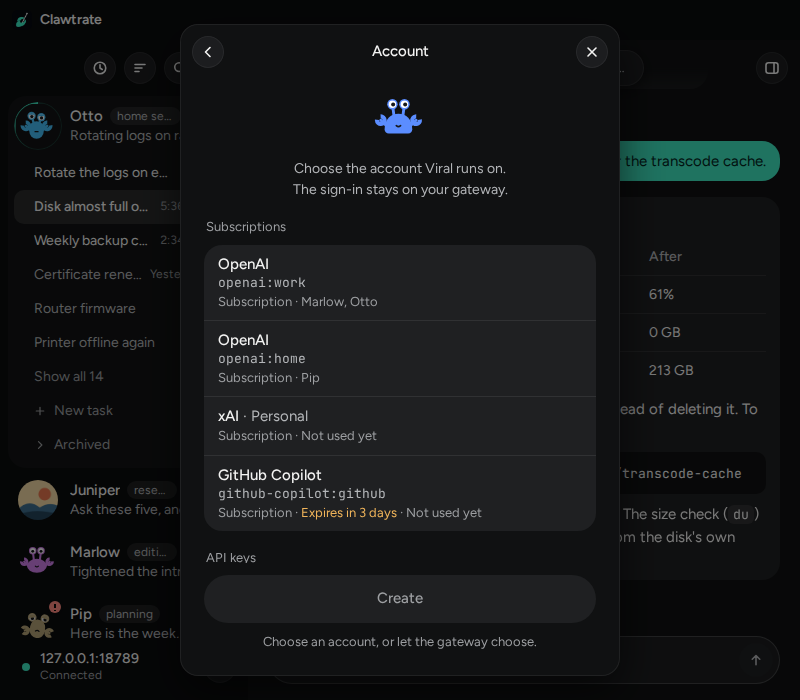 Clawtrate
Account
Otto
home se...
Rotating logs on r
Rotate the logs on e...
Disk almost full o...
5:36
Weekly backup c...
2:34
Certificate rene...
Yeste
Router firmware
Printer offline again
Show all 14
+ New task
Archived
Juniper
rese...
Ask these five, an
Marlow
editi...
Tightened the intr
Pip
planning
Here is the week.
127.0.0.1:18789
Connected
Choose the account Viral runs on.
The sign-in stays on your gateway.
Subscriptions
OpenAI
openai:work
Subscription · Marlow, Otto
OpenAI
openai:home
Subscription · Pip
xAI · Personal
Subscription · Not used yet
GitHub Copilot
github-copilot:github
Subscription · Expires in 3 days · Not used yet
API keys
Create
Choose an account, or let the gateway choose.
the transcode cache.
After
61%
0 GB
213 GB
ead of deleting it. To
transcode-cache
The size check ( du )
om the disk's own